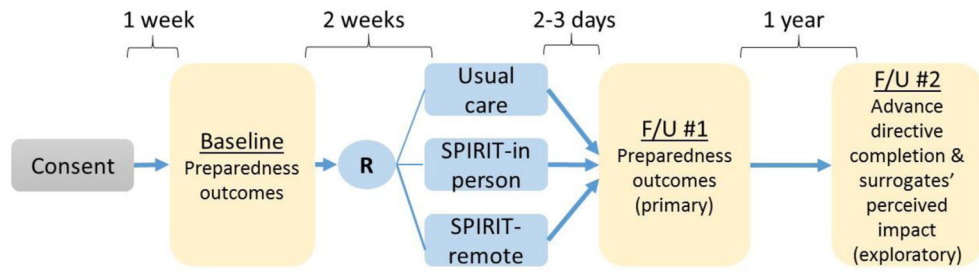 1 week
2 weeks
2-3 days
1 year
Consent
Baseline
Preparedness
outcomes
R
Usual
care
SPIRIT-in
person
SPIRIT-
remote
F/U #1
Preparedness
outcomes
(primary)
F/U #2
Advance
directive
completion &
surrogates’
perceived
impact
(exploratory)